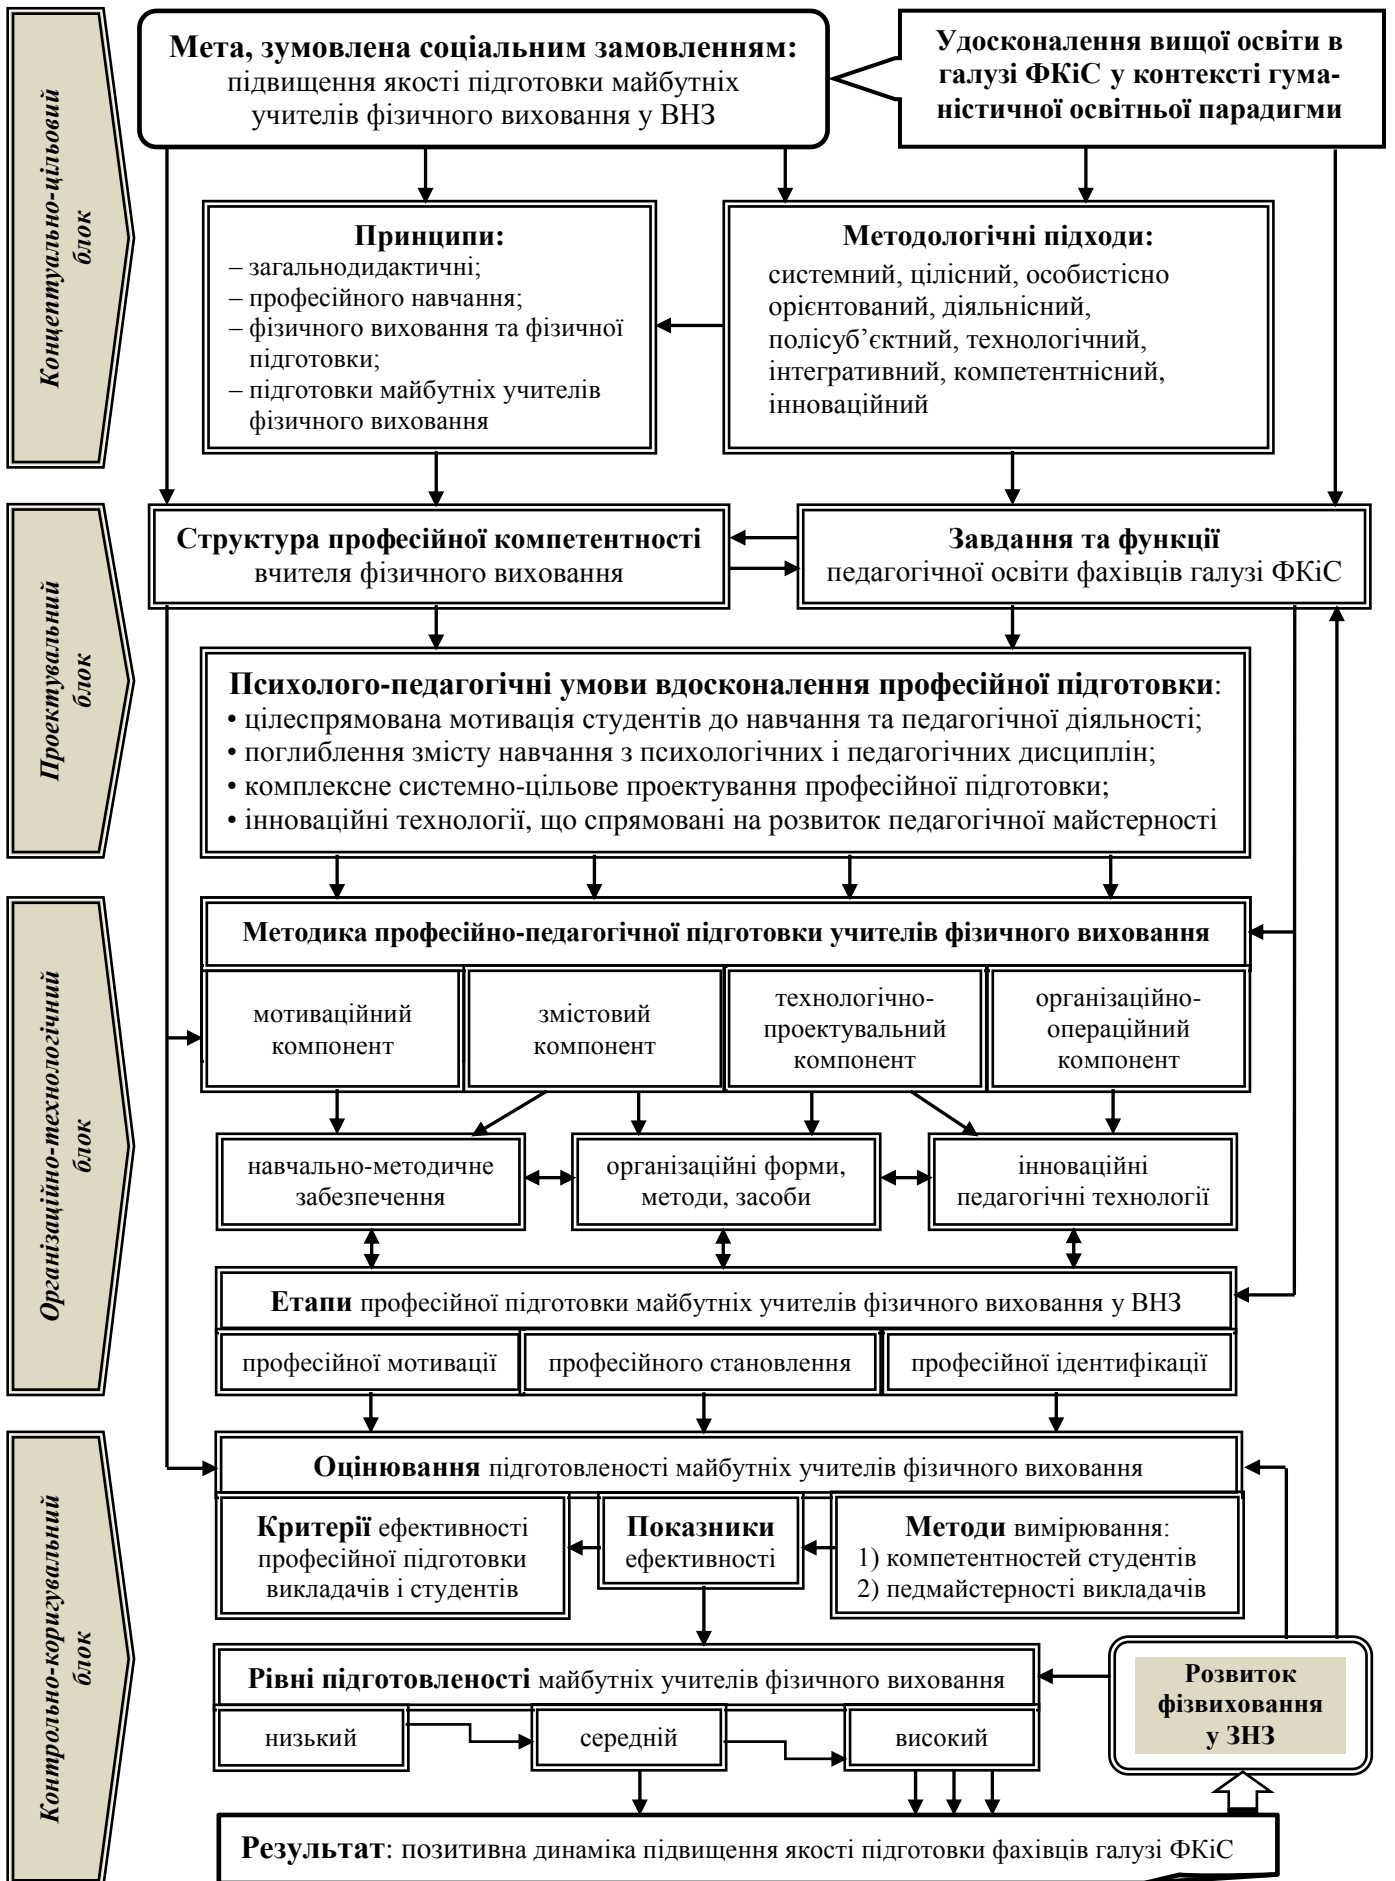 Концептуально-цільовий
блок
Мета, зумовлена соціальним замовленням:
підвищення якості підготовки майбутніх
учителів фізичного виховання у ВНЗ
Удосконалення вищої освіти в
галузі ФКіС у контексті гума-
ністичної освітньої парадигми
Принципи:
– загальнодидактичні;
– професійного навчання;
– фізичного виховання та фізичної
підготовки;
– підготовки майбутніх учителів
фізичного виховання
Методологічні підходи:
системний, цілісний, особистісно
орієнтований, діяльнісний,
полісуб’єктний, технологічний,
інтегративний, компетентнісний,
інноваційний
Проектувальний
блок
Структура професійної компетентності
вчителя фізичного виховання
Завдання та функції
педагогічної освіти фахівців галузі ФКіС
Психолого-педагогічні умови вдосконалення професійної підготовки:
• цілеспрямована мотивація студентів до навчання та педагогічної діяльності;
• поглиблення змісту навчання з психологічних і педагогічних дисциплін;
• комплексне системно-цільове проектування професійної підготовки;
• інноваційні технології, що спрямовані на розвиток педагогічної майстерності
Організаційно-технологічний
блок
Методика професійно-педагогічної підготовки учителів фізичного виховання
мотиваційний
компонент
змістовий
компонент
технологічно-
проектувальний
компонент
організаційно-
операційний
компонент
навчально-методичне
забезпечення
організаційні форми,
методи, засоби
інноваційні
педагогічні технології
Етапи професійної підготовки майбутніх учителів фізичного виховання у ВНЗ
професійної мотивації
професійного становлення
професійної ідентифікації
Контрольно-коригувальний
блок
Оцінювання підготовленості майбутніх учителів фізичного виховання
Критерії ефективності
професійної підготовки
викладачів і студентів
Показники
ефективності
Методи вимірювання:
1) компетентностей студентів
2) педмайстерності викладачів
Рівні підготовленості майбутніх учителів фізичного виховання
низький
середній
високий
Розвиток
фізвиховання
у ЗНЗ
Результат: позитивна динаміка підвищення якості підготовки фахівців галузі ФКіС